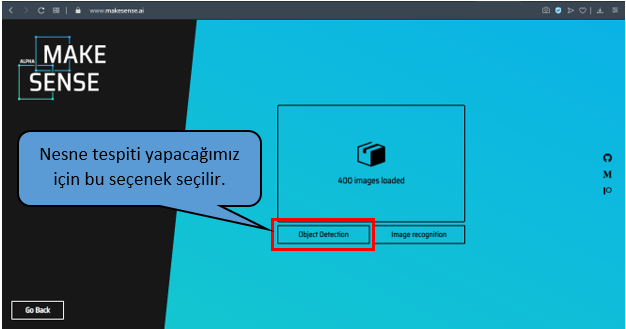 www.makesense.ai
ALPHA
MAKE
SENSE
Nesne tespiti yapacağımız
için bu seçenek seçilir.
400 images loaded
Object Detection
Image recognition
Go Back